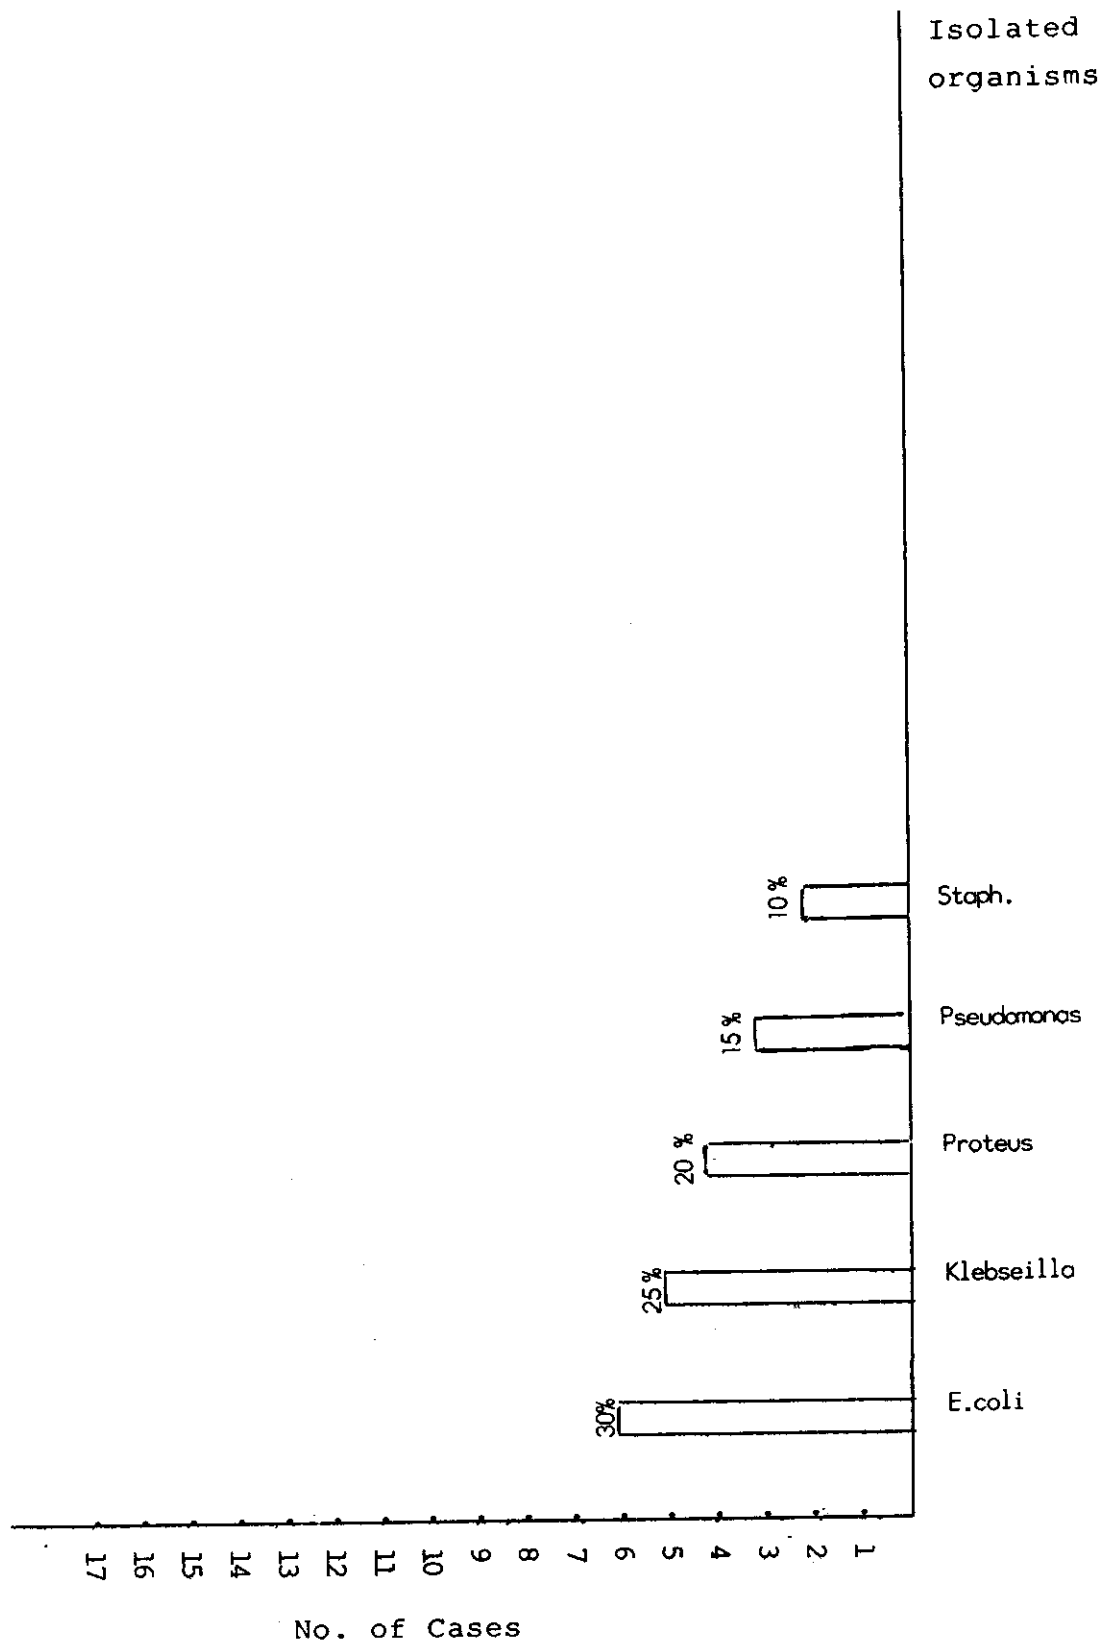 Isolated
organisms
10 %
Staph.
15 %
Pseudomonas
20 %
Proteus
25 %
Klebseilla
30%
E.coli
17 16 15 14 13 12 11 10 9 8 7 6 5 4 3 2 1
No. of Cases